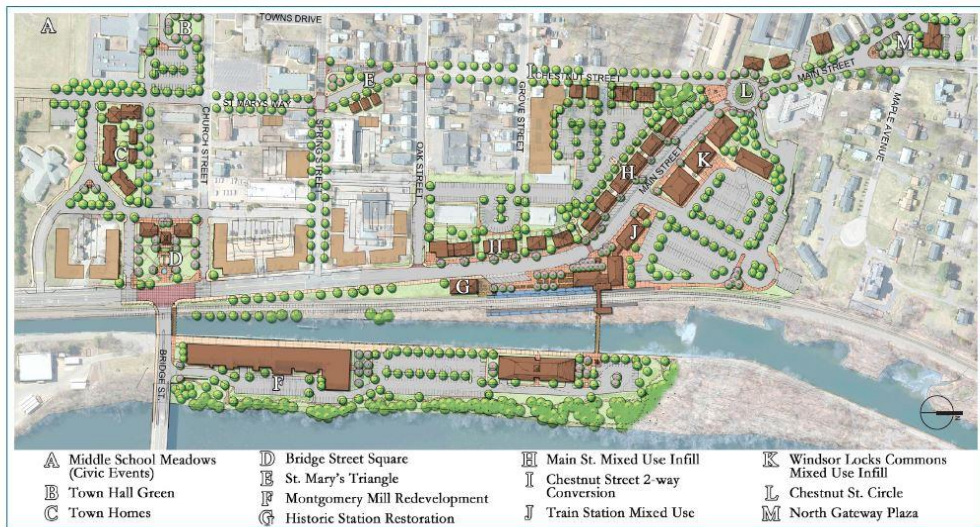 A
B
TOWNS DRIVE
M
E
I
CHESTNUT STREET
MAIN STREET
L
ST MARYS WAY
CHURCH STREET
SPRING STREET
OAK STREET
GROVE STREET
MAPLE AVENUE
C
H
MAIN STREET
K
D
H
J
G
BRIDGE ST.
F
N
A Middle School Meadows
(Civic Events)
B Town Hall Green
C Town Homes
D Bridge Street Square
E St. Mary's Triangle
F Montgomery Mill Redevelopment
G Historic Station Restoration
H Main St. Mixed Use Infill
I Chestnut Street 2-way
Conversion
J Train Station Mixed Use
K Windsor Locks Commons
Mixed Use Infill
L Chestnut St. Circle
M North Gateway Plaza